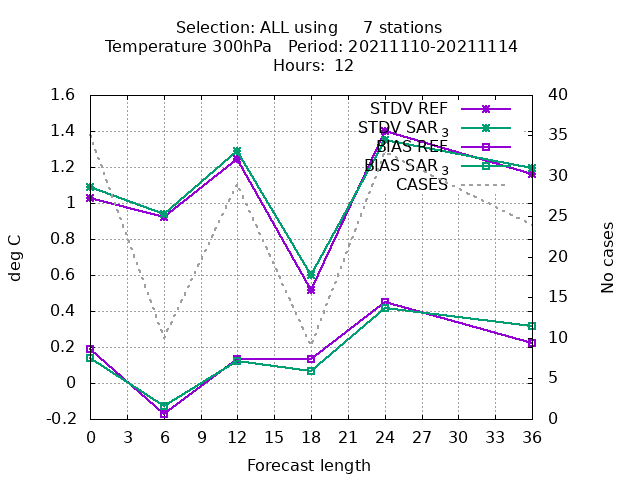 Selection: ALL using     7 stations
Temperature 300hPa   Period: 20211110-20211114
Hours: 12
1.6
1.4
1.2
1
0.8
0.6
0.4
0.2
0
-0.2
deg C
STDV REF
STDV SAR 3
BIAS REF
BIAS SAR 3
CASES
40
35
30
25
20
15
10
5
0
No cases
0 3 6 9 12 15 18 21 24 27 30 33 36
Forecast length